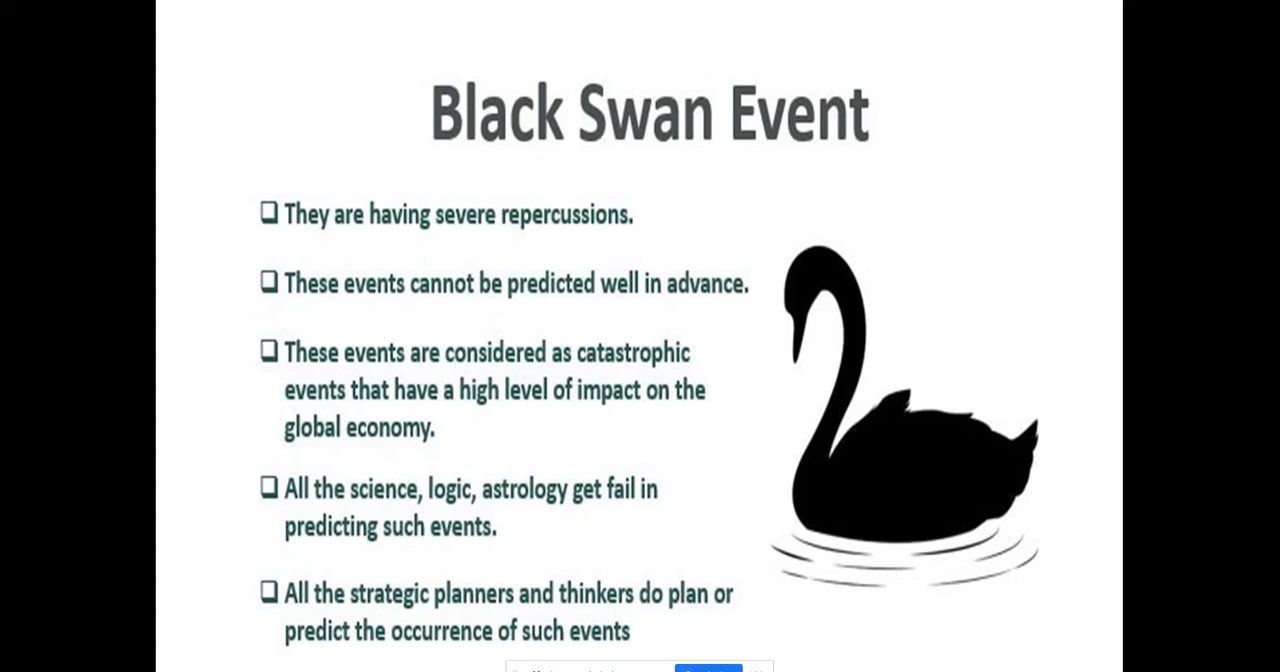 Black Swan Event
❑ They are having severe repercussions.
❑ These events cannot be predicted well in advance.
❑ These events are considered as catastrophic
events that have a high level of impact on the
global economy.
❑ All the science, logic, astrology get fail in
predicting such events.
❑ All the strategic planners and thinkers do plan or
predict the occurrence of such events